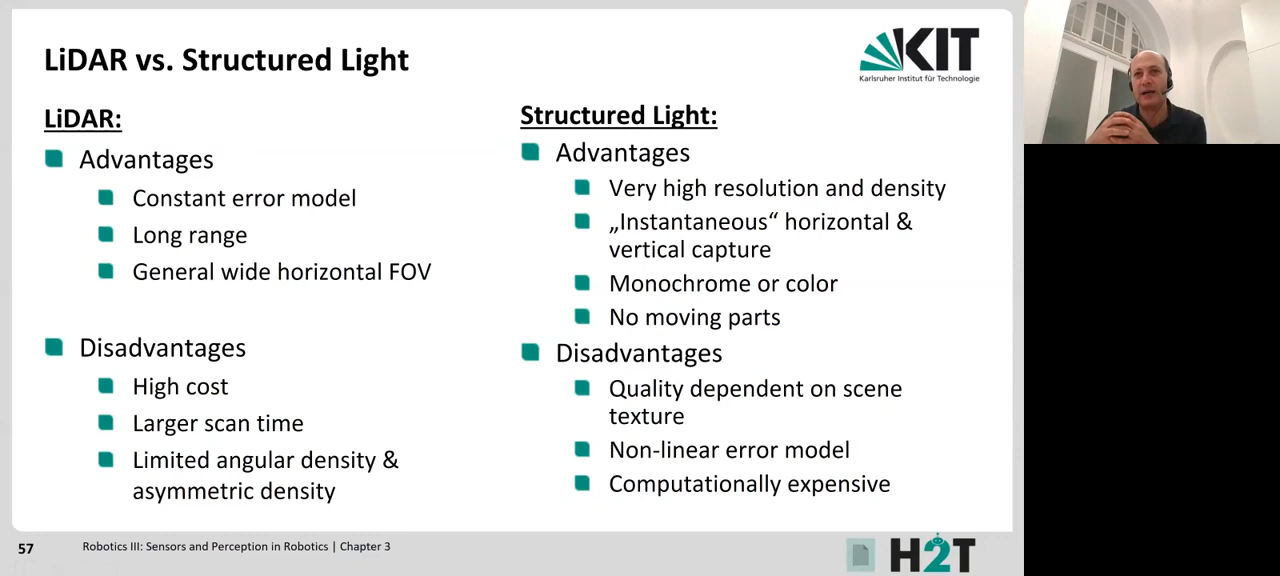 LiDAR vs. Structured Light
KIT
Karlsruher Institut für Technologie
LiDAR:
Advantages
Constant error model
Long range
General wide horizontal FOV
Disadvantages
High cost
Larger scan time
Limited angular density &
asymmetric density
Structured Light:
Advantages
Very high resolution and density
„Instantaneous“ horizontal &
vertical capture
Monochrome or color
No moving parts
Disadvantages
Quality dependent on scene
texture
Non-linear error model
Computationally expensive
57
Robotics III: Sensors and Perception in Robotics | Chapter 3
H2T